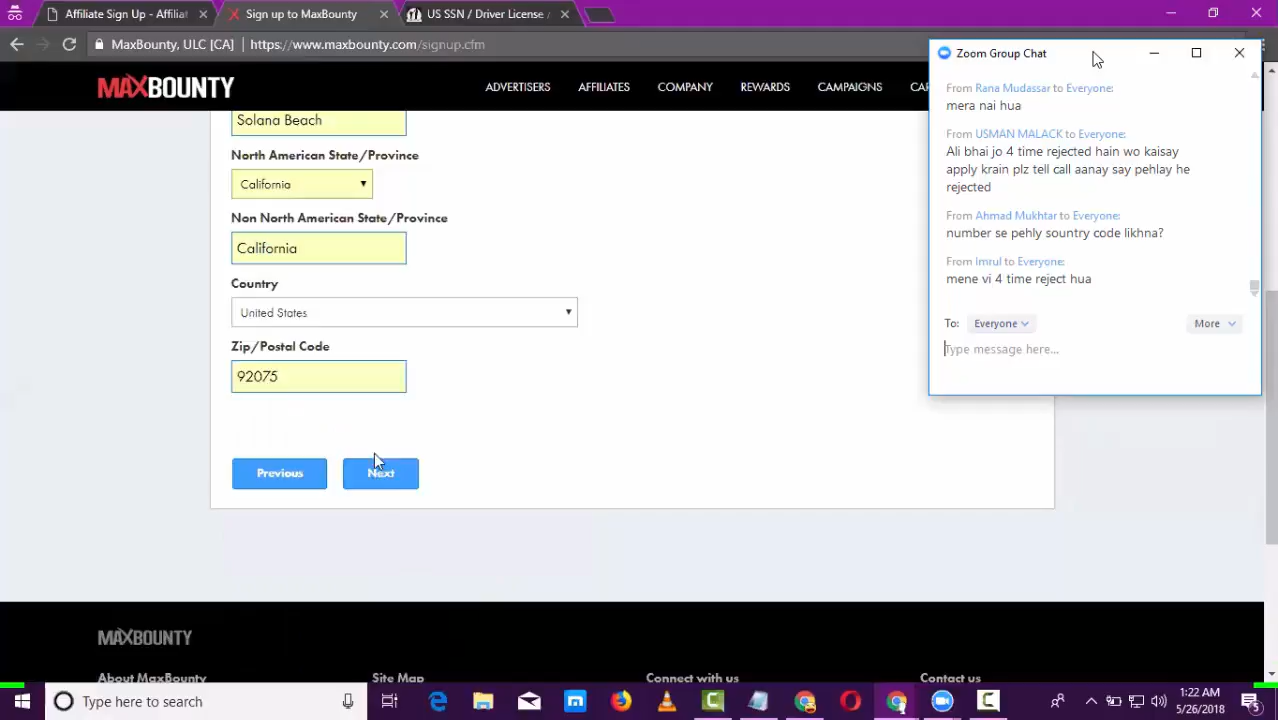 Affiliate Sign Up - Affiliat
Sign up to MaxBounty
US SSN / Driver License /
MaxBounty, ULC [CA]
https://www.maxbounty.com/signup.cfm
MAXBOUNTY
ADVERTISERS
AFFILIATES
COMPANY
REWARDS
CAMPAIGNS
Solana Beach
North American State/Province
California
Non North American State/Province
California
Country
United States
Zip/Postal Code
92075
Previous
Next
Zoom Group Chat
From Rana Mudassar to Everyone:
mera nai hua
From USMAN MALACK to Everyone:
Ali bhai jo 4 time rejected hain wo kaisay
apply krain plz tell call aanay say pehlay he
rejected
From Ahmad Mukhtar to Everyone:
number se pehly sountry code likhna?
From Imrul to Everyone:
mene vi 4 time reject hua
To: Everyone
More
Type message here...
MAXBOUNTY
About MaxBounty
Site Map
Connect with us
Contact us
Type here to search
1:22 AM
5/26/2018
5